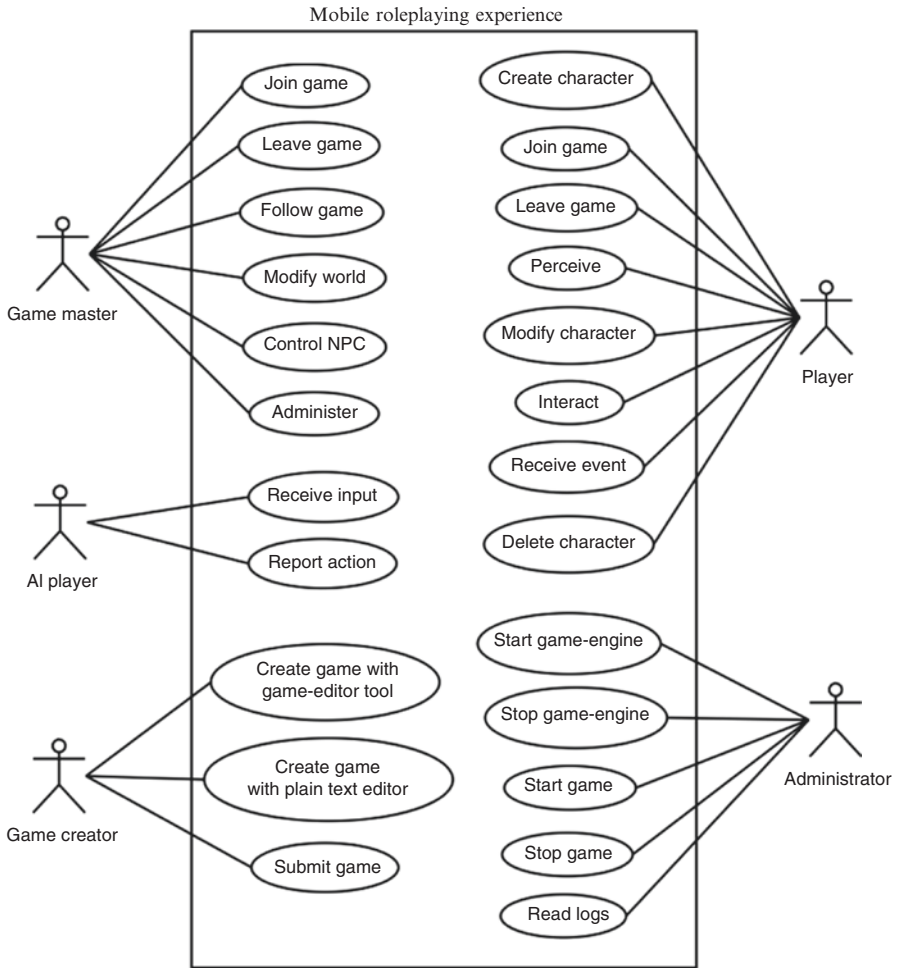 Mobile roleplaying experience
Join game
Leave game
Follow game
Modify world
Control NPC
Administer
Game master
Receive input
Report action
AI player
Create game with
game-editor tool
Create game
with plain text editor
Submit game
Game creator
Create character
Join game
Leave game
Perceive
Modify character
Interact
Receive event
Delete character
Player
Start game-engine
Stop game-engine
Start game
Stop game
Read logs
Administrator